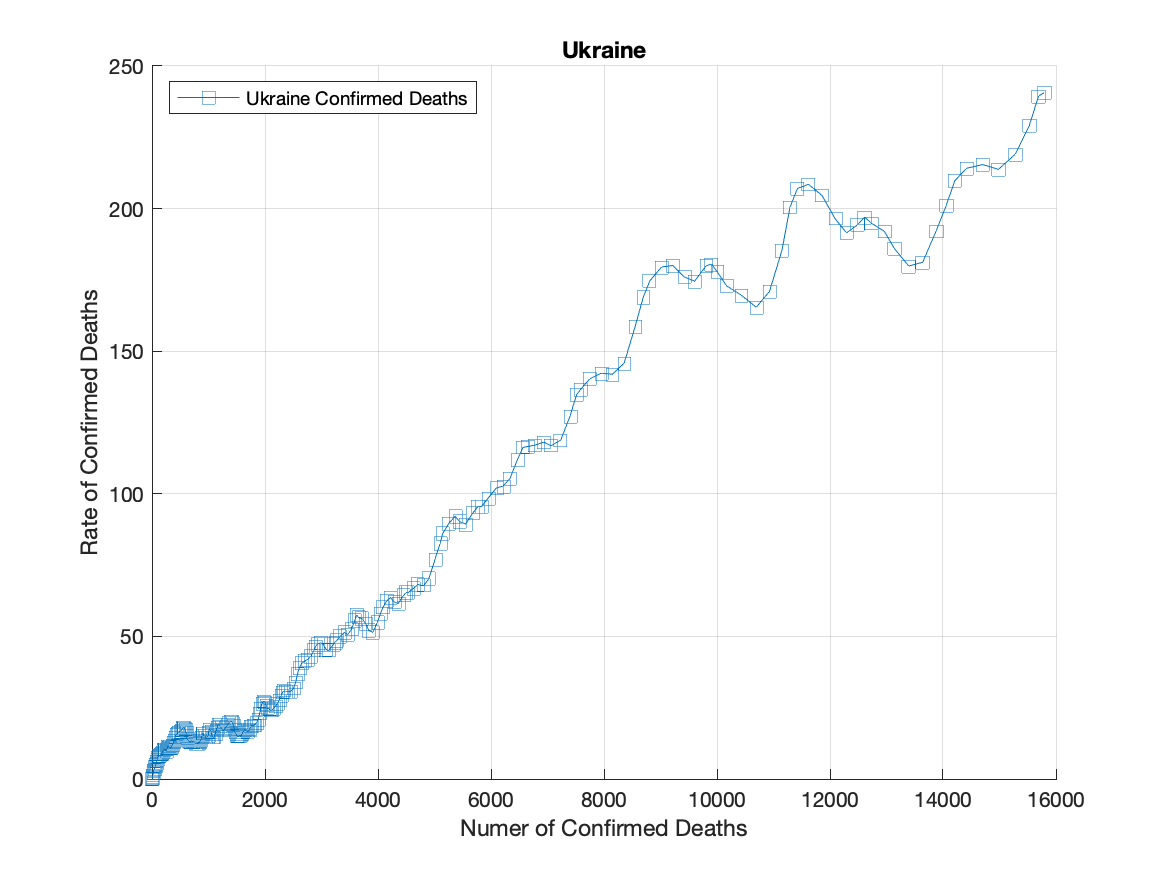 Ukraine
Ukraine Confirmed Deaths
250
200
150
100
50
0
Rate of Confirmed Deaths
0 2000 4000 6000 8000 10000 12000 14000 16000
Numer of Confirmed Deaths